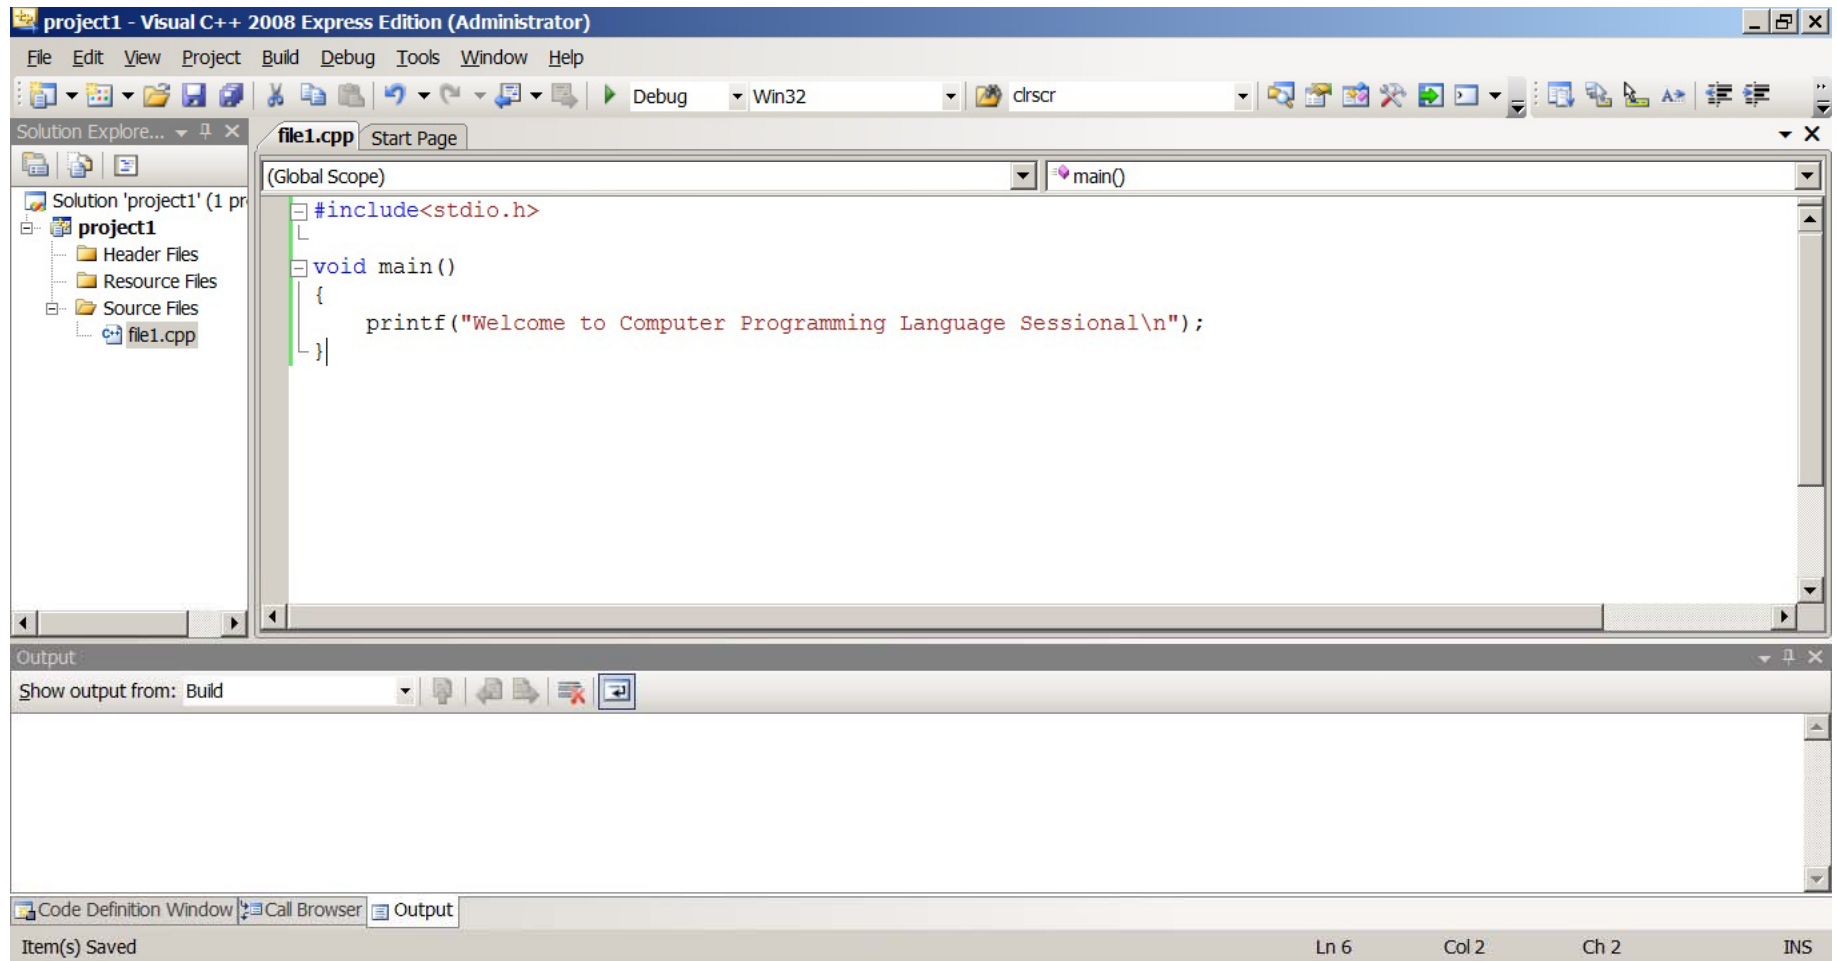 project1 - Visual C++ 2008 Express Edition (Administrator)
File Edit View Project Build Debug Tools Window Help
Debug Win32 clrscr
Solution Explore...
file1.cpp Start Page
(Global Scope) main()
Solution 'project1' (1 pr
project1
Header Files
Resource Files
Source Files
file1.cpp
#include<stdio.h>
void main()
{
printf("Welcome to Computer Programming Language Sessional\n");
}
Output
Show output from: Build
Code Definition Window Call Browser Output
Item(s) Saved Ln 6 Col 2 Ch 2 INS